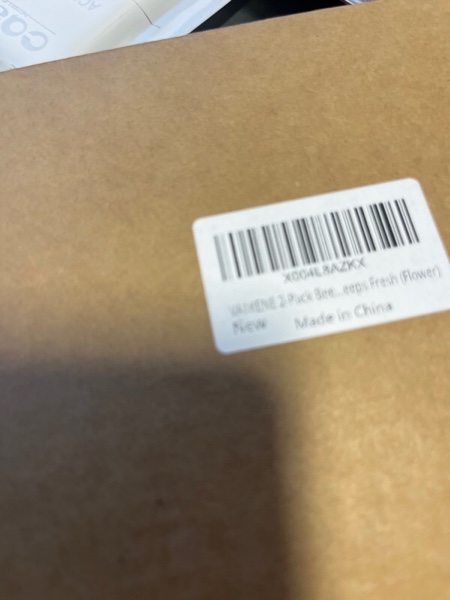 X004L8AZKX
2-Pack Bee...eeps Fresh (Flower)
New Made in China